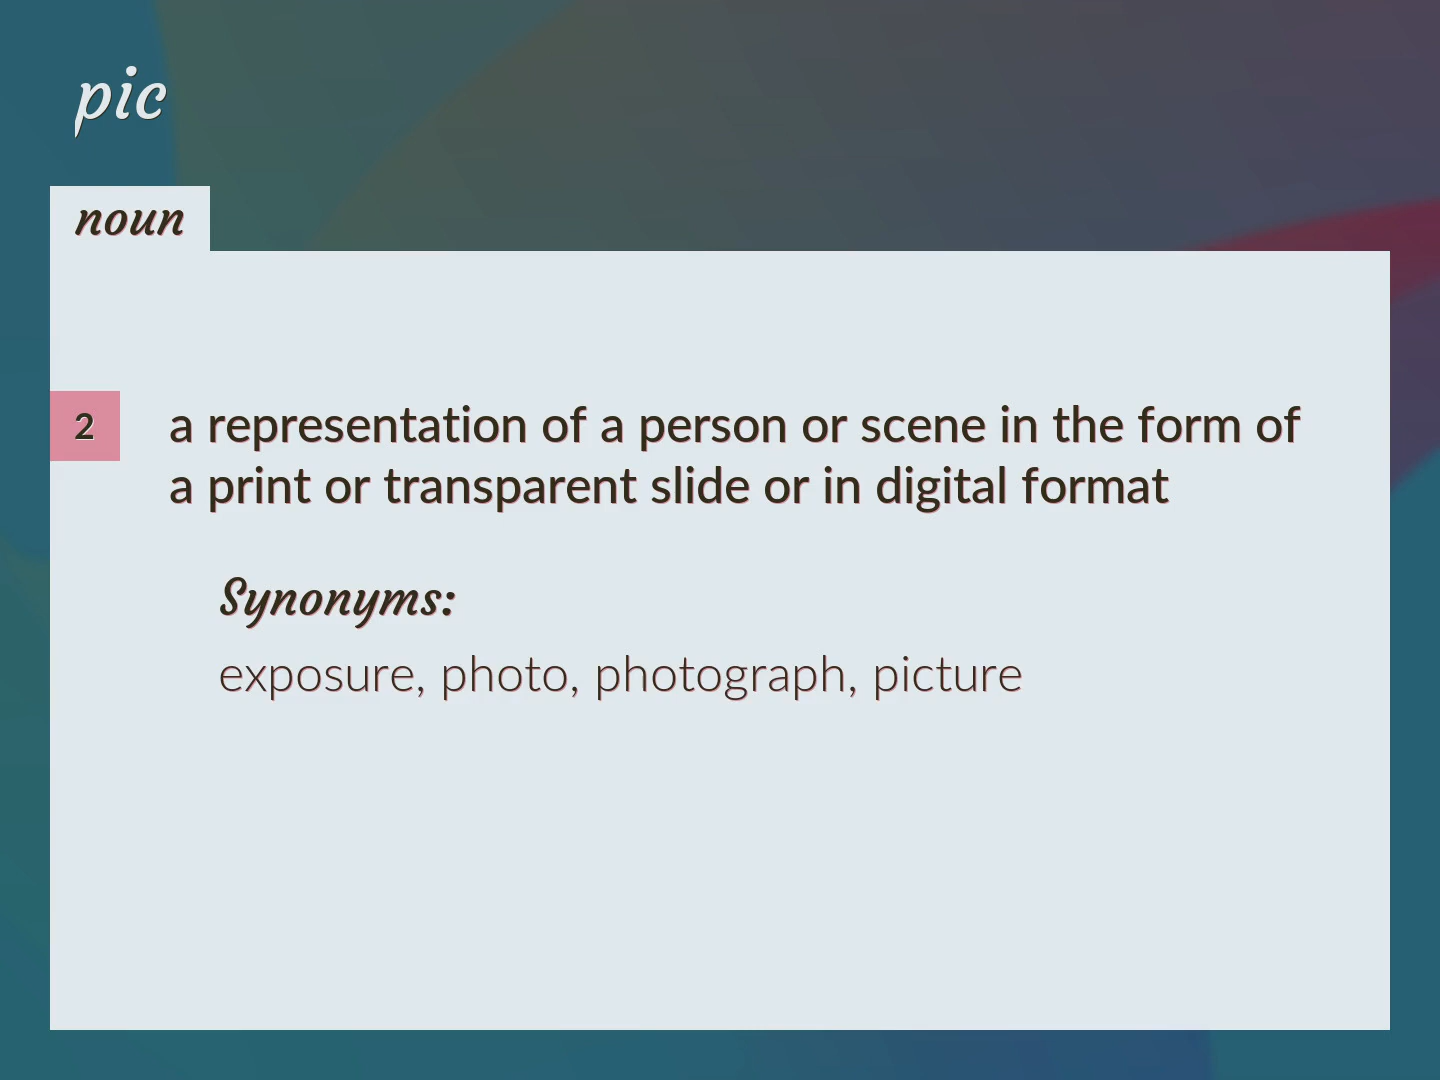 pic
noun
2
a representation of a person or scene in the form of
a print or transparent slide or in digital format
Synonyms:
exposure, photo, photograph, picture